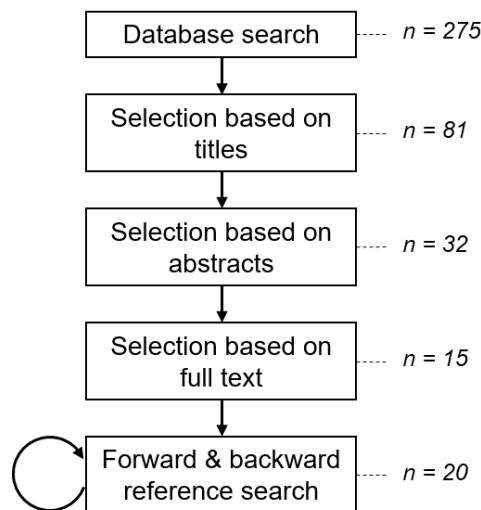 Database search
n = 275
Selection based on
titles
n = 81
Selection based on
abstracts
n = 32
Selection based on
full text
n = 15
Forward & backward
reference search
n = 20